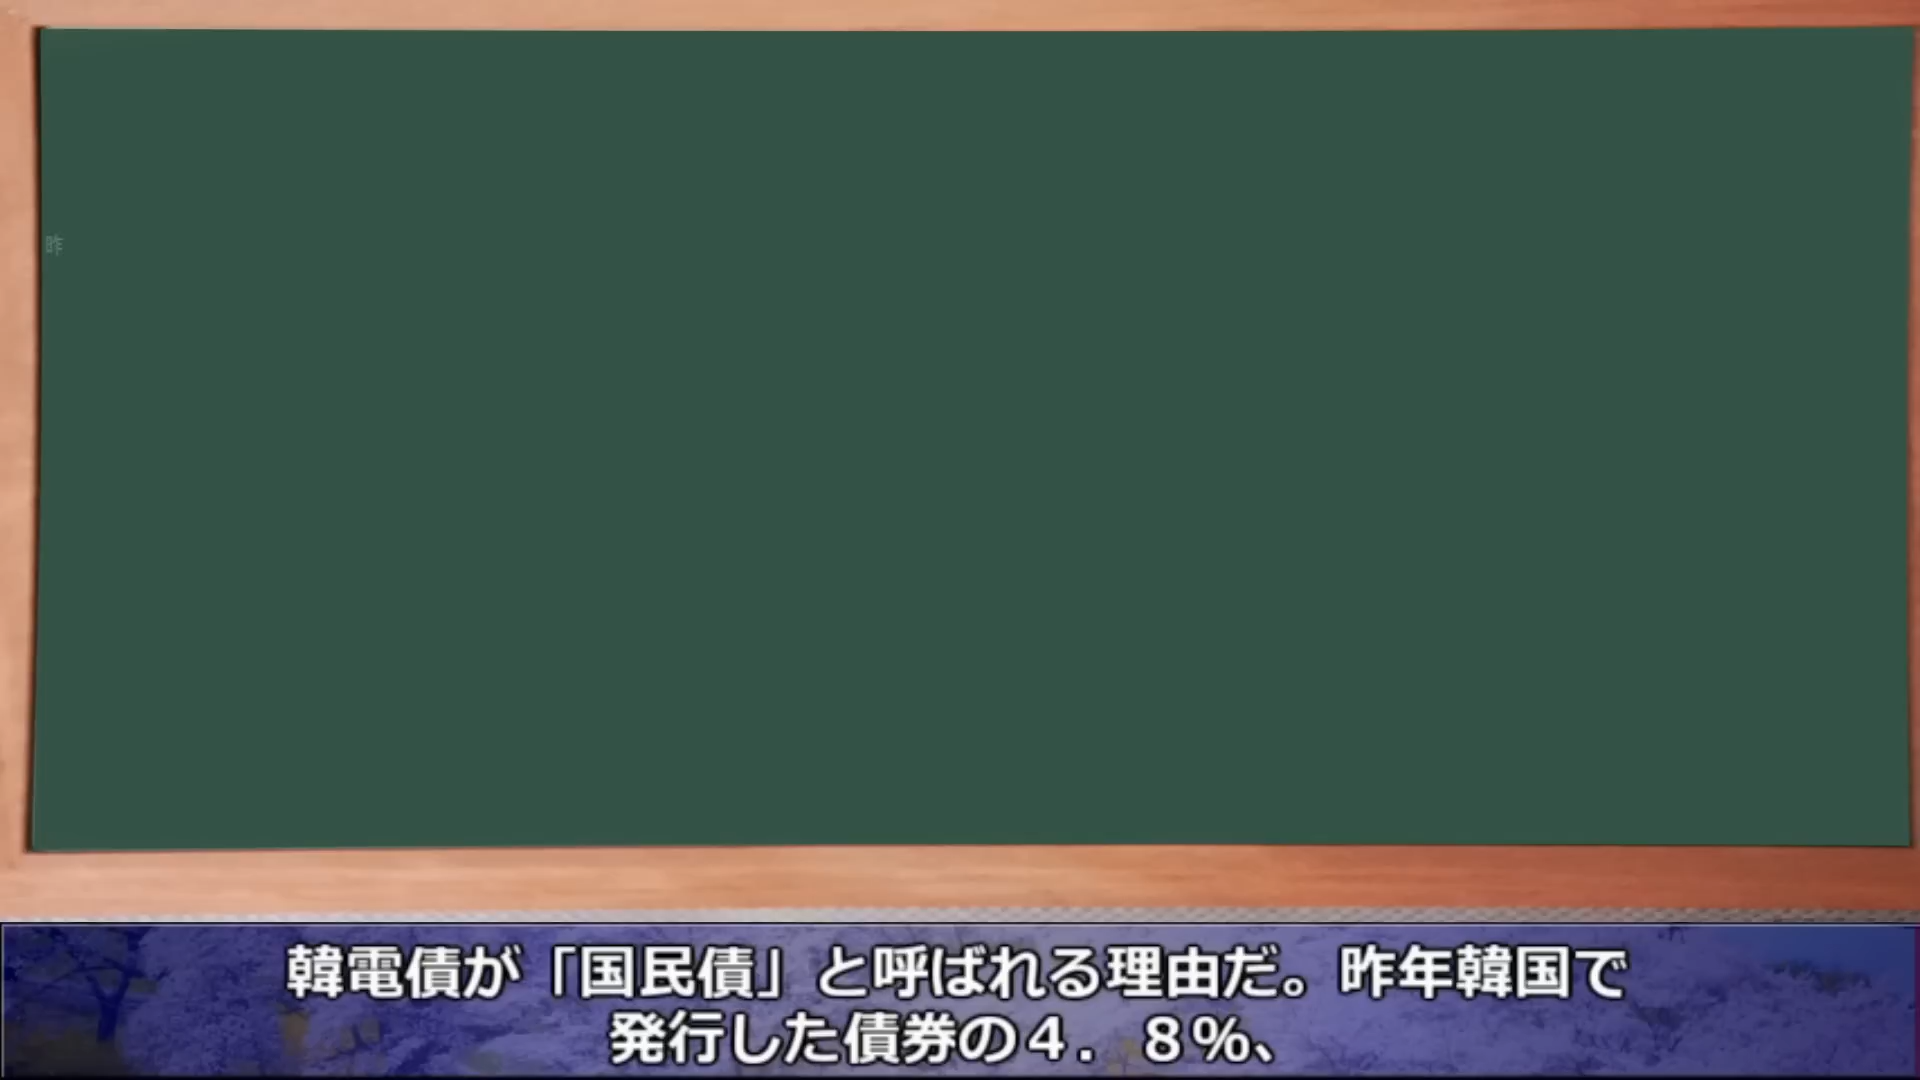 昨
韓電債が「国民債」と呼ばれる理由だ。昨年韓国で
発行した債券の４．８％、